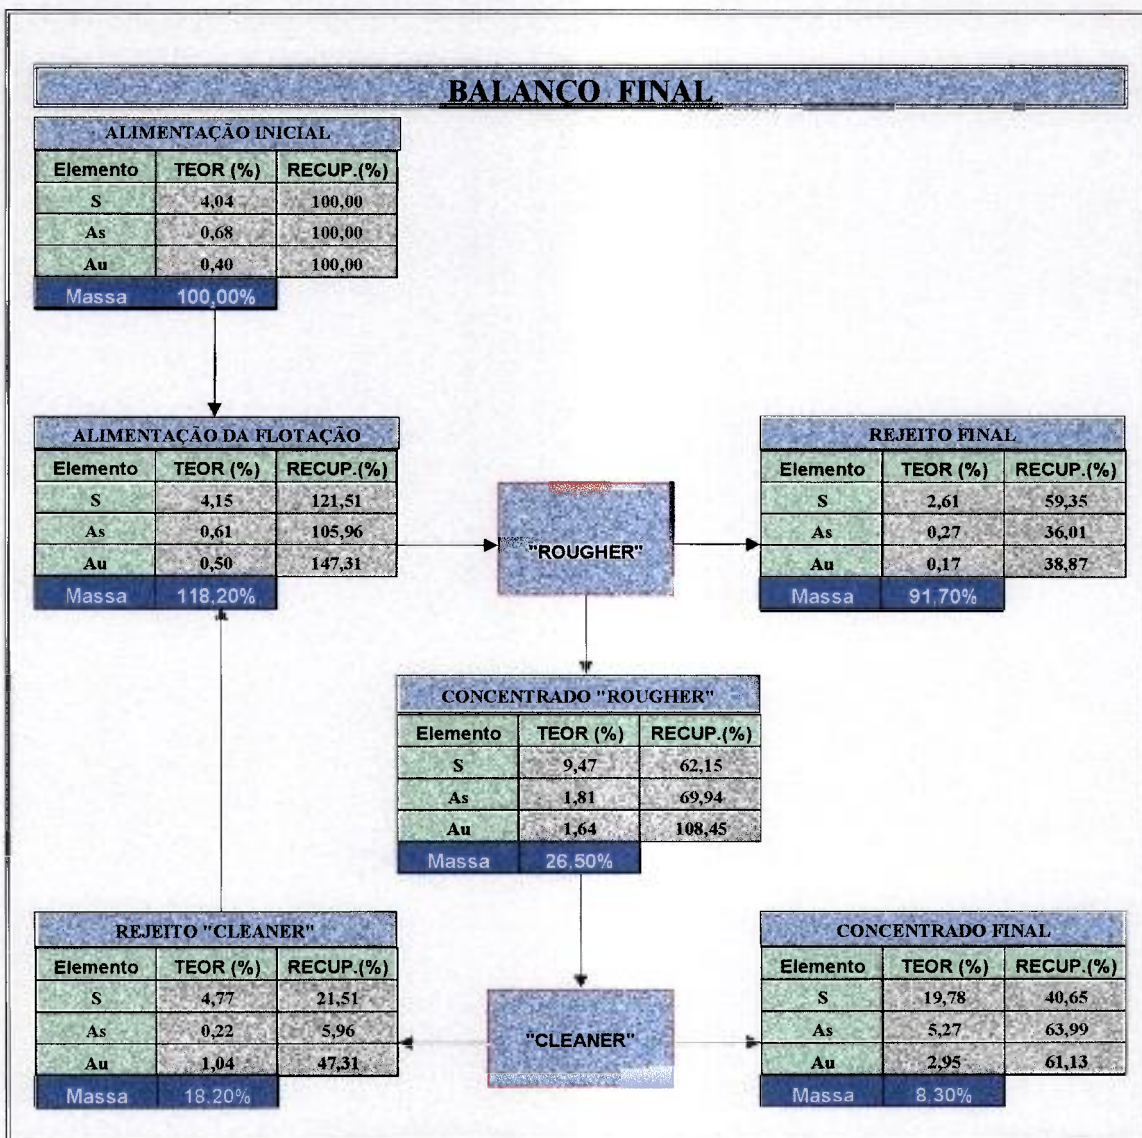 BALANÇO FINAL
ALIMENTAÇÃO INICIAL
Elemento TEOR (%) RECUP.(%)
S 4,04 100,00
As 0,68 100,00
Au 0,40 100,00
Massa 100,00%
ALIMENTAÇÃO DA FLOTAÇÃO
Elemento TEOR (%) RECUP.(%)
S 4,15 121,51
As 0,61 105,96
Au 0,50 147,31
Massa 118,20%
"ROUGHER"
REJEITO FINAL
Elemento TEOR (%) RECUP.(%)
S 2,61 59,35
As 0,27 36,01
Au 0,17 38,87
Massa 91,70%
CONCENTRADO "ROUGHER"
Elemento TEOR (%) RECUP.(%)
S 9,47 62,15
As 1,81 69,94
Au 1,64 108,45
Massa 26,50%
REJEITO "CLEANER"
Elemento TEOR (%) RECUP.(%)
S 4,77 21,51
As 0,22 5,96
Au 1,04 47,31
Massa 18,20%
"CLEANER"
CONCENTRADO FINAL
Elemento TEOR (%) RECUP.(%)
S 19,78 40,65
As 5,27 63,99
Au 2,95 61,13
Massa 8,30%